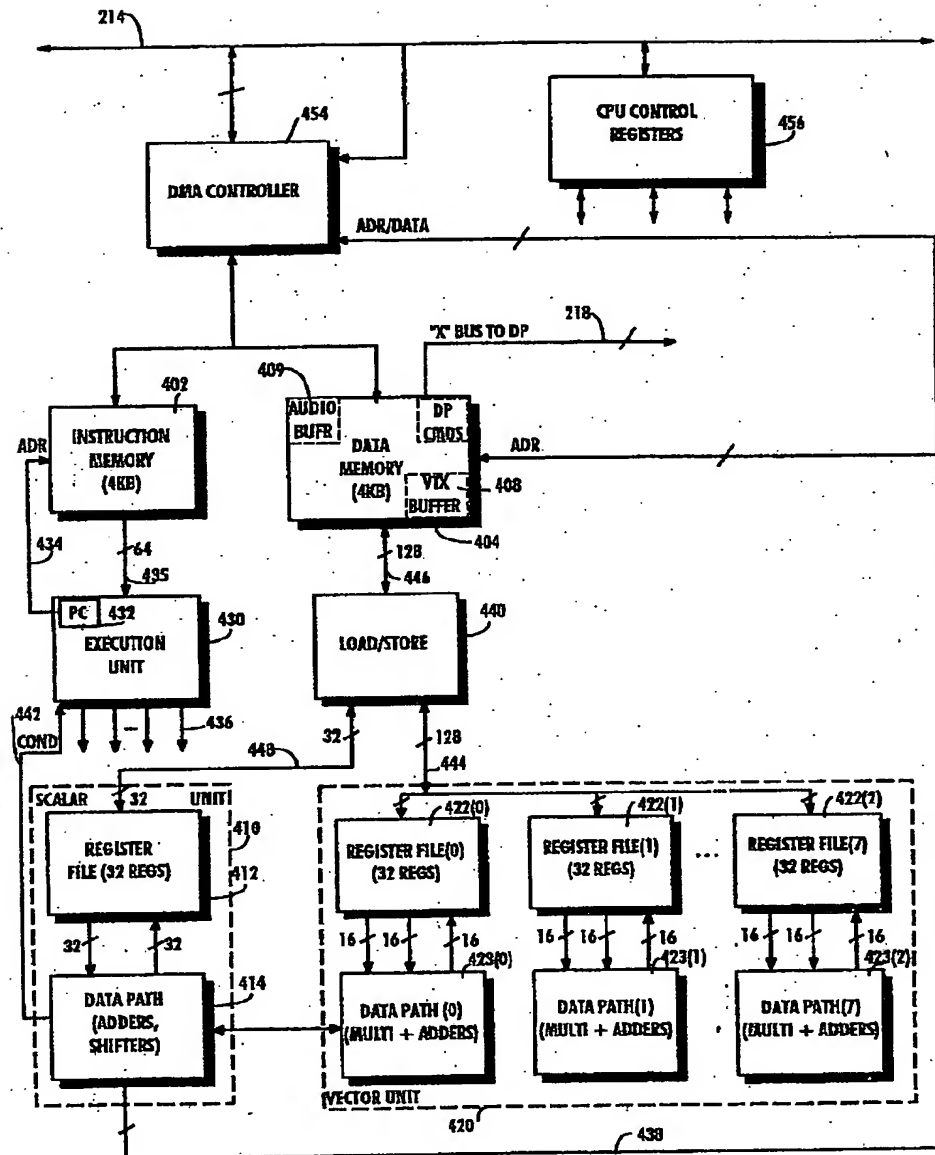 214
454
CPU CONTROL
REGISTERS
456
DMA CONTROLLER
ADR/DATA
"X" BUS TO DP
218
409
402
AUDIO
BUFR
DP
CMDS
ADR
INSTRUCTION
MEMORY
(4KB)
DATA
MEMORY
(4KB)
ADR
VTX
BUFFER
408
404
434
64
435
128
446
PC
432
430
EXECUTION
UNIT
LOAD/STORE
440
442
COND
436
448
32
128
444
SCALAR UNIT
32
410
REGISTER
FILE (32 REGS)
412
422(0)
REGISTER FILE(0)
(32 REGS)
422(1)
REGISTER FILE(1)
(32 REGS)
...
422(2)
REGISTER FILE(7)
(32 REGS)
32
32
16
16
16
16
16
16
16
16
16
414
DATA PATH
(ADDERS,
SHIFTERS)
423(0)
DATA PATH (0)
(MULTI + ADDERS)
423(1)
DATA PATH(1)
(MULTI + ADDERS)
423(2)
DATA PATH(7)
(MULTI + ADDERS)
VECTOR UNIT
420
438